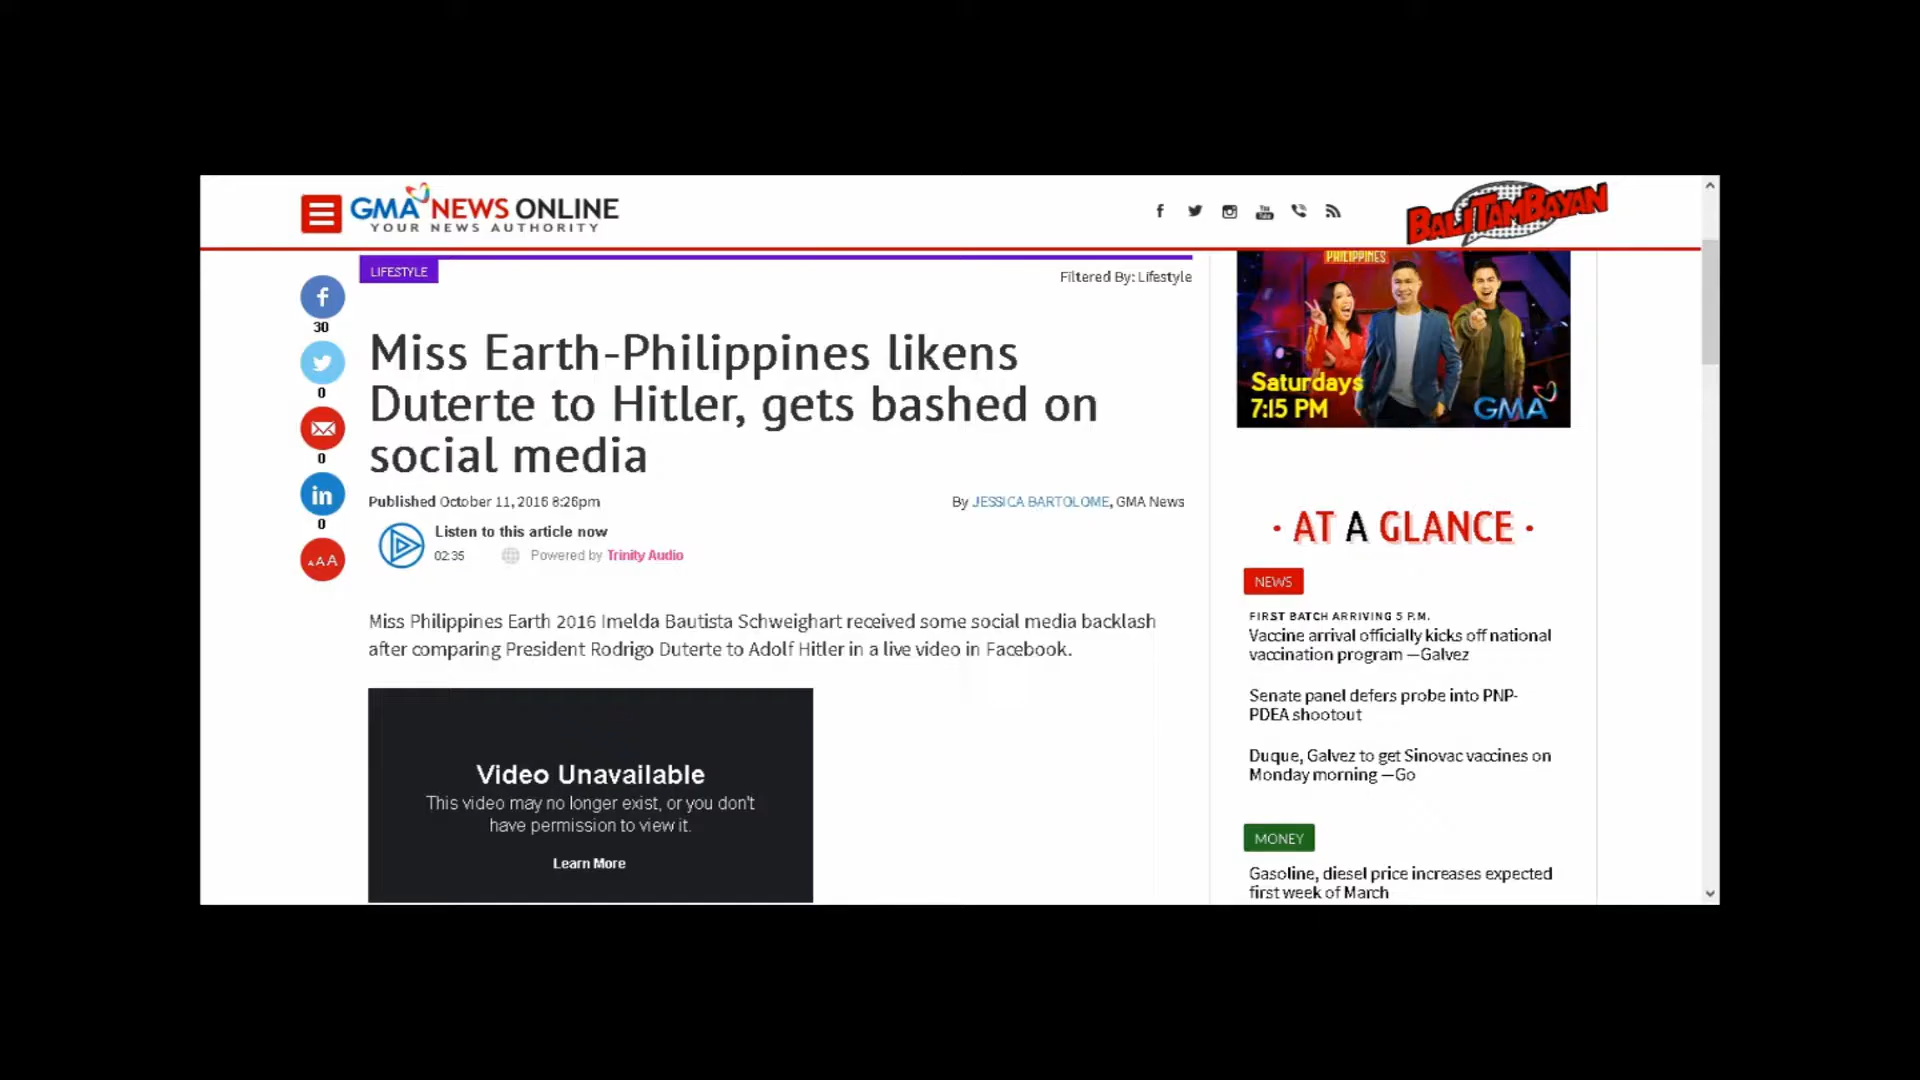 GMA NEWS ONLINE
YOUR NEWS AUTHORITY
BALITAMBAYAN
LIFESTYLE
Filtered By: Lifestyle
30
0
0
0
AAA
Miss Earth-Philippines likens
Duterte to Hitler, gets bashed on
social media
Published October 11, 2016 8:26pm
By JESSICA BARTOLOME, GMA News
Listen to this article now
02:35
Powered by Trinity Audio
Miss Philippines Earth 2016 Imelda Bautista Schweighart received some social media backlash
after comparing President Rodrigo Duterte to Adolf Hitler in a live video in Facebook.
Video Unavailable
This video may no longer exist, or you don't
have permission to view it.
Learn More
PHILIPPINES
Saturdays
7:15 PM
GMA
· AT A GLANCE ·
NEWS
FIRST BATCH ARRIVING 5 P.M.
Vaccine arrival officially kicks off national
vaccination program —Galvez
Senate panel defers probe into PNP-
PDEA shootout
Duque, Galvez to get Sinovac vaccines on
Monday morning —Go
MONEY
Gasoline, diesel price increases expected
first week of March